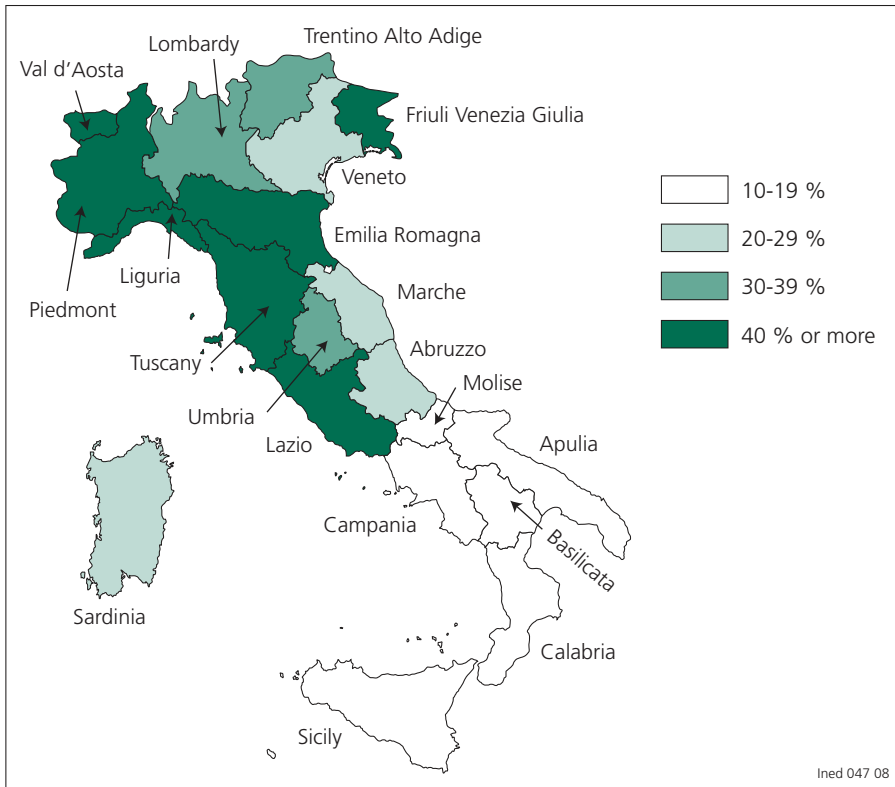 Trentino Alto Adige
Lombardy
Val d’Aosta
Friuli Venezia Giulia
Veneto
10-19 %
20-29 %
30-39 %
40 % or more
Emilia Romagna
Liguria
Piedmont
Marche
Tuscany
Abruzzo
Molise
Umbria
Lazio
Apulia
Campania
Basilicata
Sardinia
Calabria
Sicily
Ined 047 08